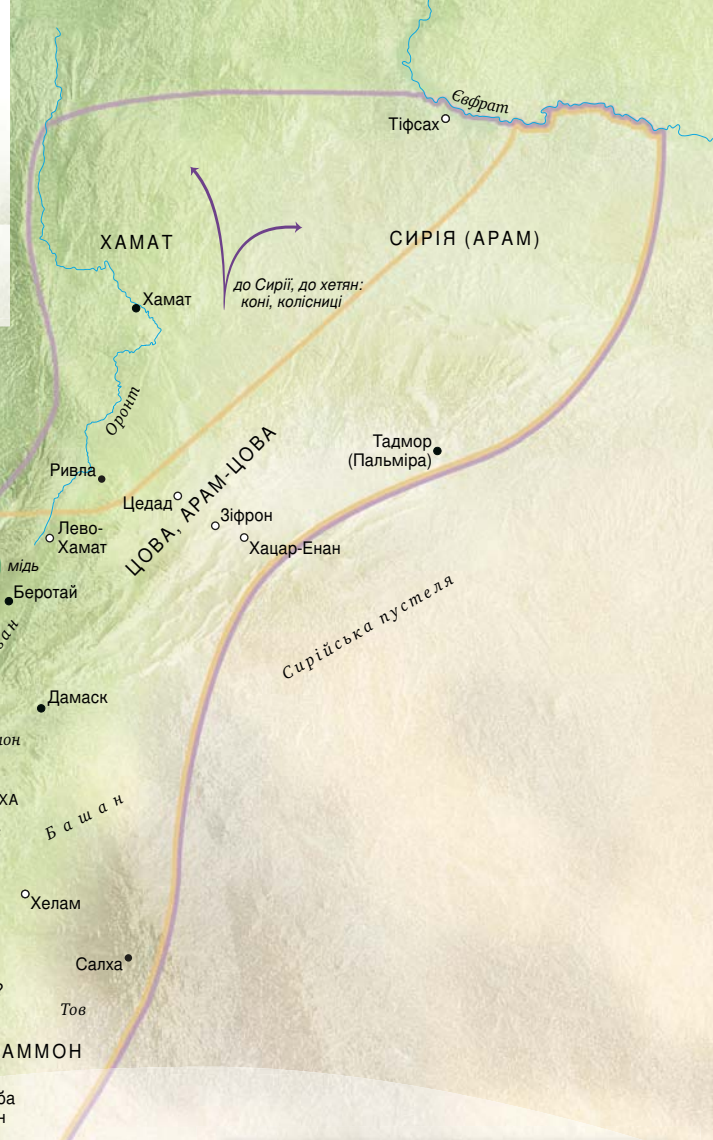 Євфрат
Тіфсах
ХАМАТ
СИРІЯ (АРАМ)
до Сирії, до хетян:
коні, колісниці
Хамат
Оронт
Тадмор
(Пальміра)
Ривла
Цедад
ЦОВА, АРАМ-ЦОВА
Зіфрон
Лево-
Хамат
Хацар-Енан
мідь
Беротай
Сирійська пустеля
Дамаск
Башан
Хелам
Салха
Тов
АММОН